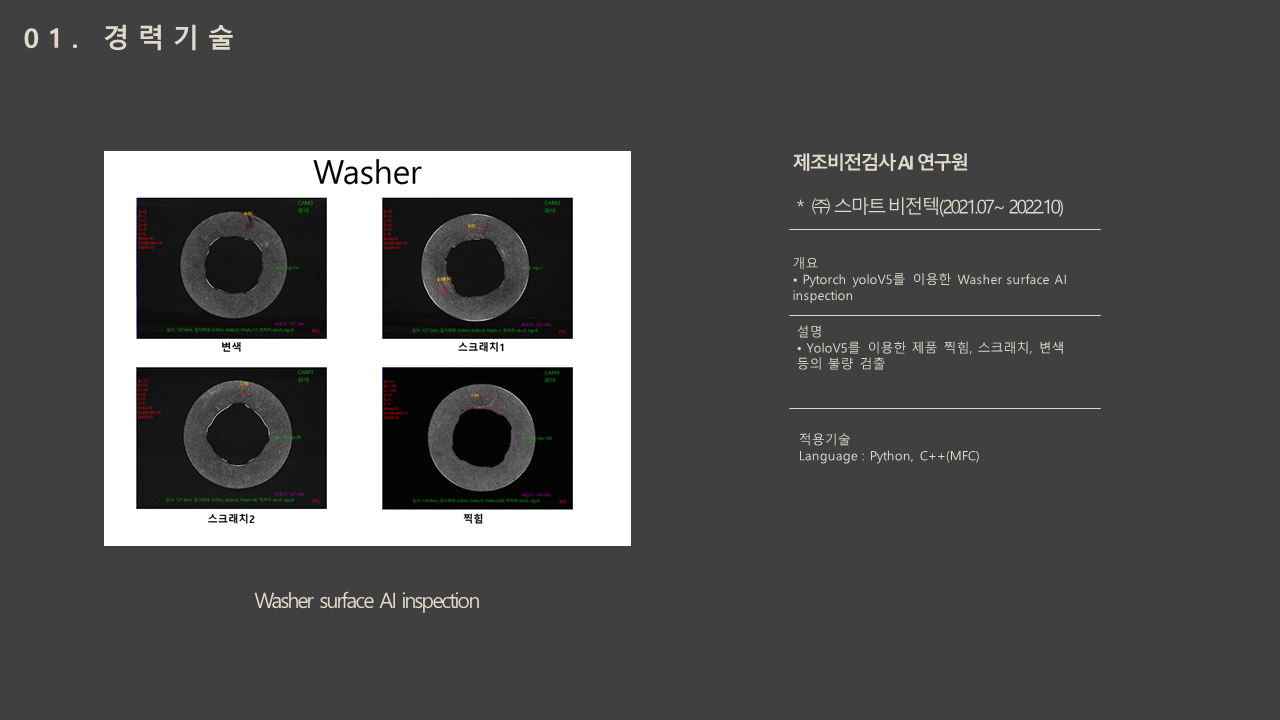 01. 경력기술
Washer
CAM3
검사
NG
변색
CAM3
검사
NG
스크래치1
CAM3
검사
NG
스크래치2
CAM3
검사
NG
찍힘
Washer surface AI inspection
제조비전검사 AI 연구원
* ㈜ 스마트 비전텍(2021.07~ 2022.10)
개요
• Pytorch yoloV5를 이용한 Washer surface AI
inspection
설명
• YoloV5를 이용한 제품 찍힘, 스크래치, 변색
등의 불량 검출
적용기술
Language : Python, C++(MFC)